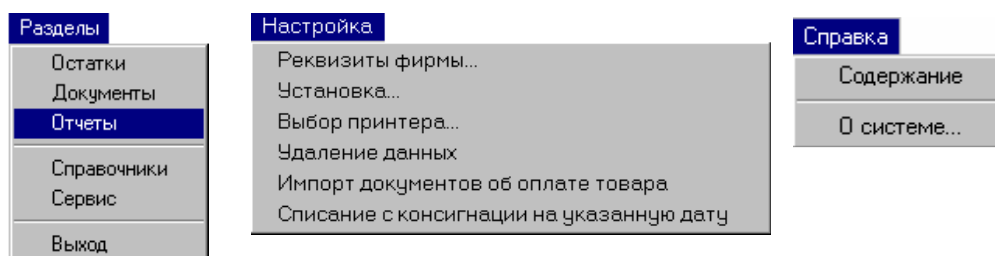 Разделы
Остатки
Документы
Отчеты
Справочники
Сервис
Выход
Настройка
Реквизиты фирмы...
Установка...
Выбор принтера...
Удаление данных
Импорт документов об оплате товара
Списание с консигнации на указанную дату
Справка
Содержание
О системе...